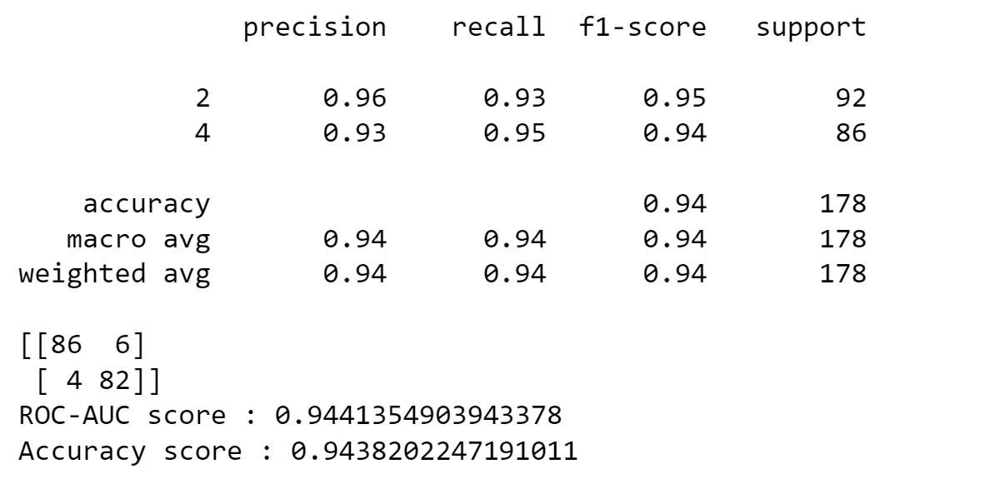 precision recall f1-score support
2 0.96 0.93 0.95 92
4 0.93 0.95 0.94 86
accuracy 0.94 178
macro avg 0.94 0.94 0.94 178
weighted avg 0.94 0.94 0.94 178
[[86 6]
[ 4 82]]
ROC-AUC score : 0.9441354903943378
Accuracy score : 0.9438202247191011